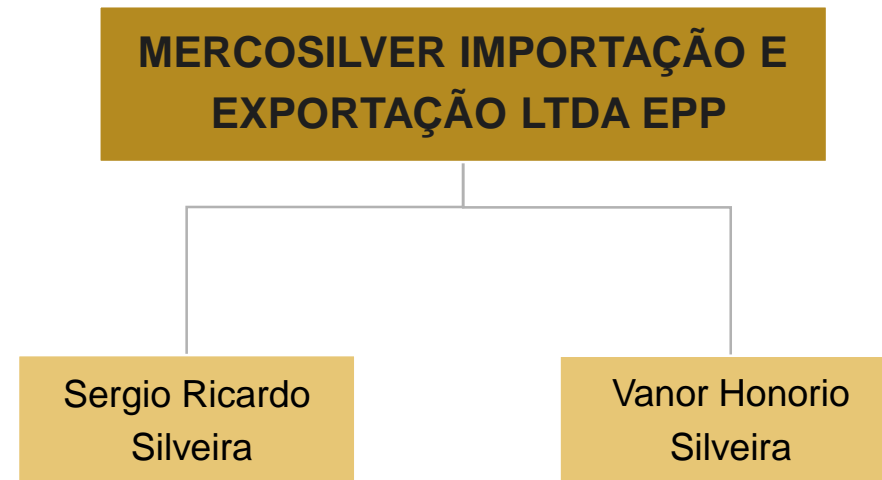 MERCOSILVER IMPORTAÇÃO E
EXPORTAÇÃO LTDA EPP
Sergio Ricardo
Silveira
Vanor Honorio
Silveira